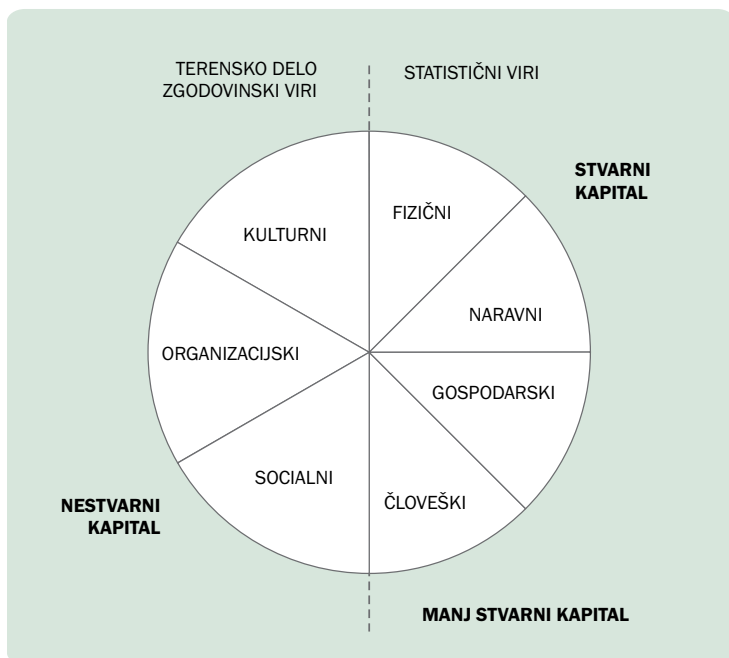 TERENSKO DELO
ZGODOVINSKI VIRI
STATISTIČNI VIRI
STVARNI
KAPITAL
FIZIČNI
KULTURNI
NARAVNI
ORGANIZACIJSKI
GOSPODARSKI
SOCIALNI
ČLOVEŠKI
NESTVARNI
KAPITAL
MANJ STVARNI KAPITAL